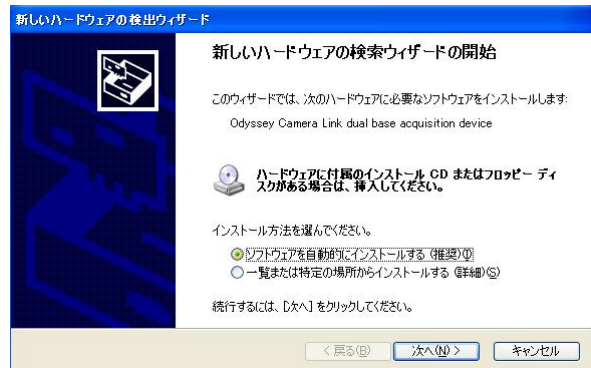 新しいハードウェアの検出ウィザード
新しいハードウェアの検索ウィザードの開始
このウィザードでは、次のハードウェアに必要なソフトウェアをインストールします:
Odyssey Camera Link dual base acquisition device
ハードウェアに付属のインストール CD またはフロッピー ディ
スクがある場合は、挿入してください。
インストール方法を選んでください。
ソフトウェアを自動的にインストールする (推奨)(I)
一覧または特定の場所からインストールする (詳細)(S)
続行するには、[次へ] をクリックしてください。
< 戻る(B)
次へ(N) >
キャンセル